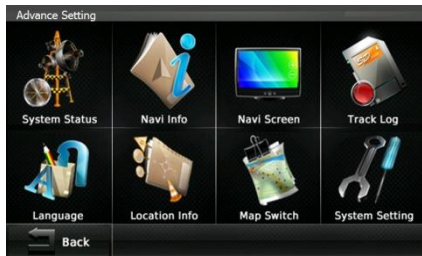 Advance Setting
System Status Navi Info Navi Screen Track Log
Language Location Info Map Switch System Setting
Back